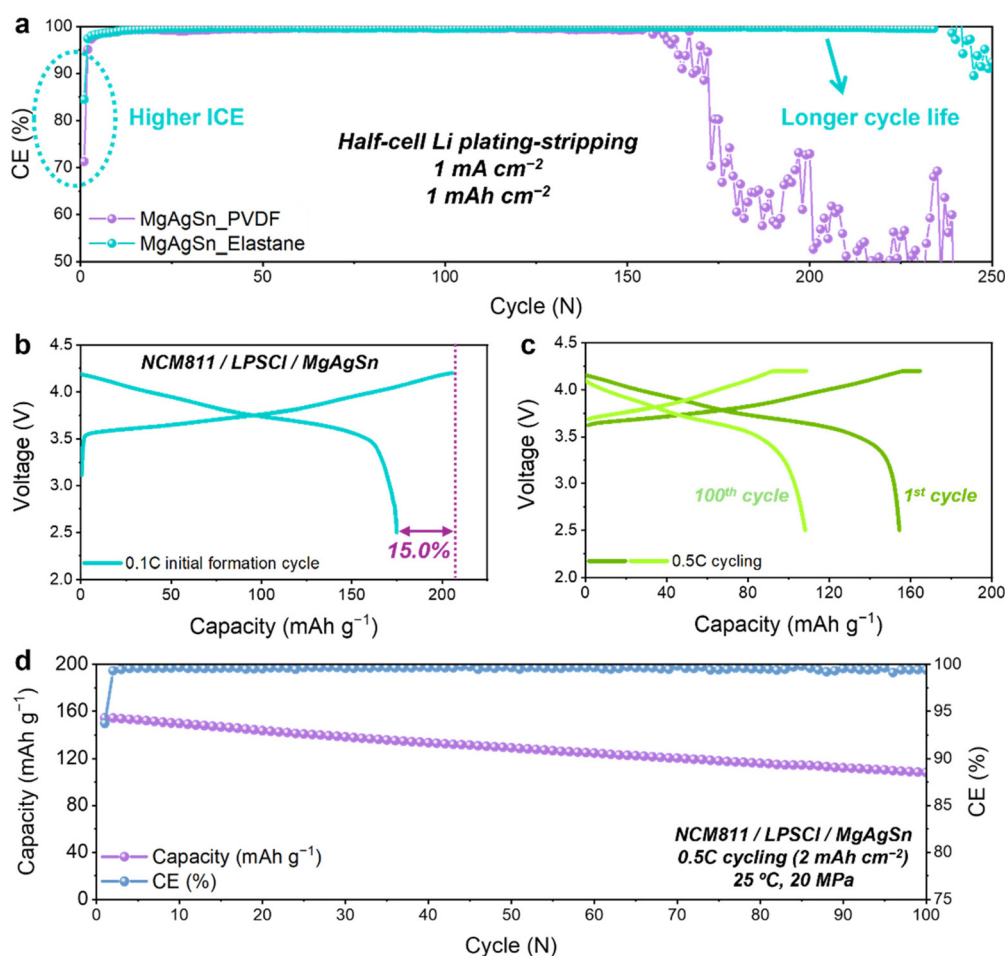 a
100
90
80
70
60
50
CE (%)
Higher ICE
Half-cell Li plating-stripping
1 mA cm⁻²
1 mAh cm⁻²
Longer cycle life
MgAgSn_PVDF
MgAgSn_Elastane
0 50 100 150 200 250
Cycle (N)
b
4.5
4.0
3.5
3.0
2.5
2.0
Voltage (V)
NCM811 / LPSCl / MgAgSn
15.0%
0.1C initial formation cycle
0 50 100 150 200
Capacity (mAh g⁻¹)
c
4.5
4.0
3.5
3.0
2.5
2.0
Voltage (V)
100th cycle
1st cycle
0.5C cycling
0 40 80 120 160 200
Capacity (mAh g⁻¹)
d
200
160
120
80
40
0
Capacity (mAh g⁻¹)
Capacity (mAh g⁻¹)
CE (%)
NCM811 / LPSCl / MgAgSn
0.5C cycling (2 mAh cm⁻²)
25 ºC, 20 MPa
100
95
90
85
80
75
CE (%)
0 10 20 30 40 50 60 70 80 90 100
Cycle (N)